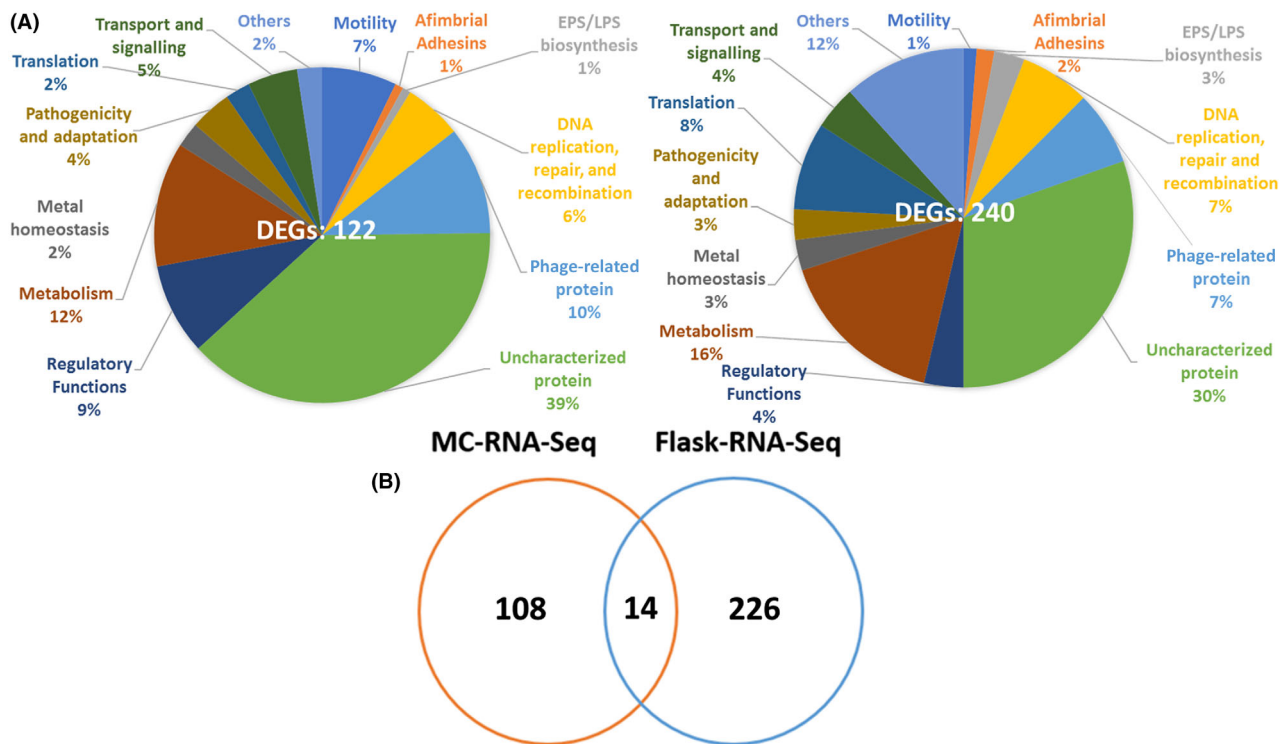 (A)
Transport and
signalling
5%
Others
2%
Motility
7%
Afimbrial
Adhesins
1%
EPS/LPS
biosynthesis
1%
Translation
2%
Pathogenicity
and adaptation
4%
DNA
replication,
repair, and
recombination
6%
Metal
homeostasis
2%
DEGs: 122
Phage-related
protein
10%
Metabolism
12%
Regulatory
Functions
9%
Uncharacterized
protein
39%
MC-RNA-Seq
Transport and
signalling
4%
Others
12%
Motility
1%
Afimbrial
Adhesins
2%
EPS/LPS
biosynthesis
3%
Translation
8%
DNA
replication,
repair and
recombination
7%
Pathogenicity
and
adaptation
3%
DEGs: 240
Metal
homeostasis
3%
Phage-related
protein
7%
Metabolism
16%
Regulatory
Functions
4%
Uncharacterized
protein
30%
Flask-RNA-Seq
(B)
108
14
226